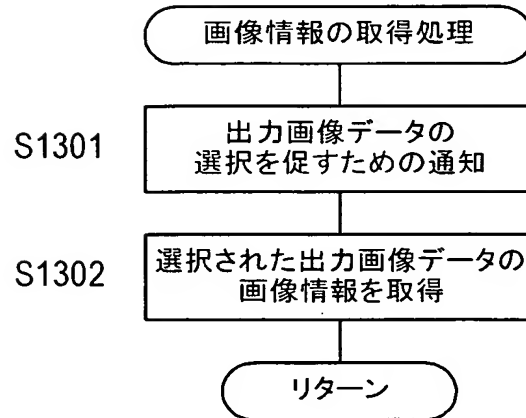 画像情報の取得処理
S1301
出力画像データの
選択を促すための通知
S1302
選択された出力画像データの
画像情報を取得
リターン